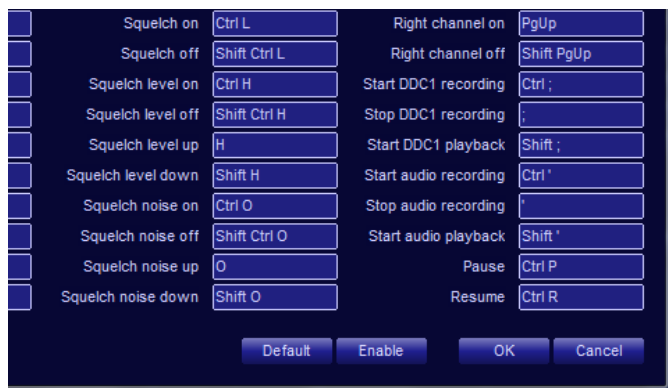 Squelch on Ctrl L Right channel on PgUp
Squelch off Shift Ctrl L Right channel off Shift PgUp
Squelch level on Ctrl H Start DDC1 recording Ctrl ;
Squelch level off Shift Ctrl H Stop DDC1 recording ;
Squelch level up H Start DDC1 playback Shift ;
Squelch level down Shift H Start audio recording Ctrl '
Squelch noise on Ctrl O Stop audio recording '
Squelch noise off Shift Ctrl O Start audio playback Shift '
Squelch noise up O Pause Ctrl P
Squelch noise down Shift O Resume Ctrl R
Default Enable OK Cancel